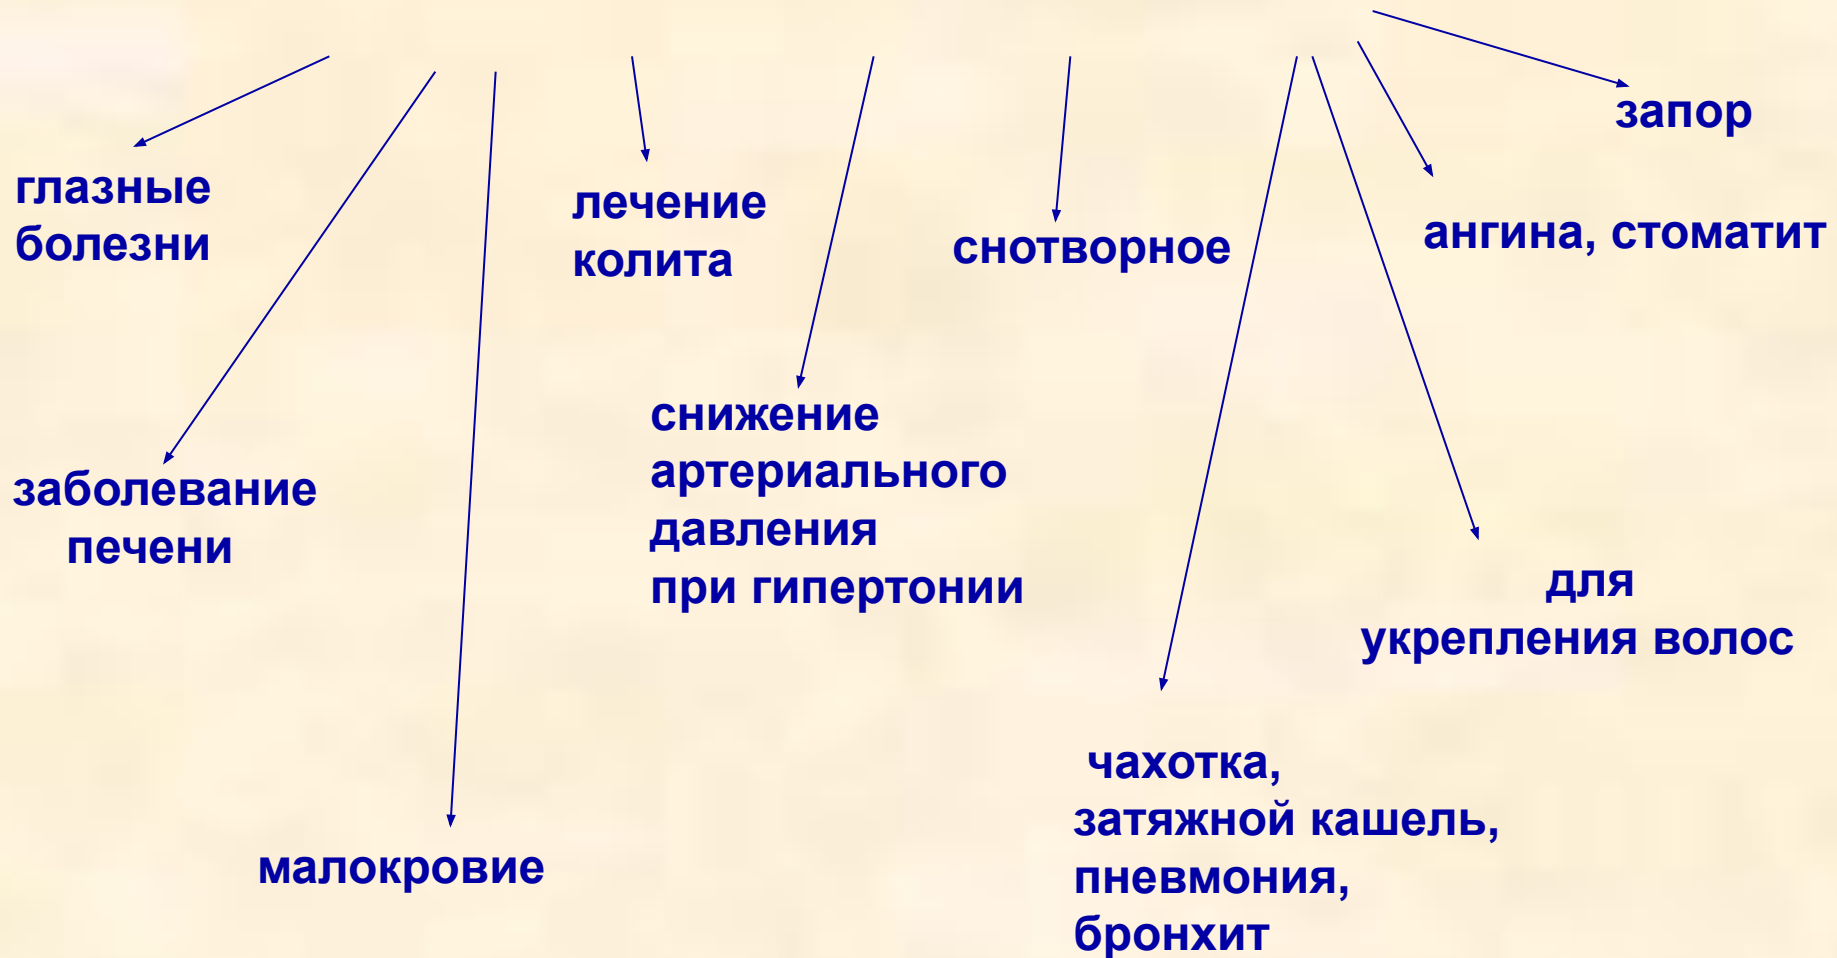 запор
глазные
болезни
лечение
колита
снотворное
ангина, стоматит
снижение
артериального
давления
при гипертонии
заболевание
печени
для
укрепления волос
чахотка,
затяжной кашель,
пневмония,
бронхит
малокровие